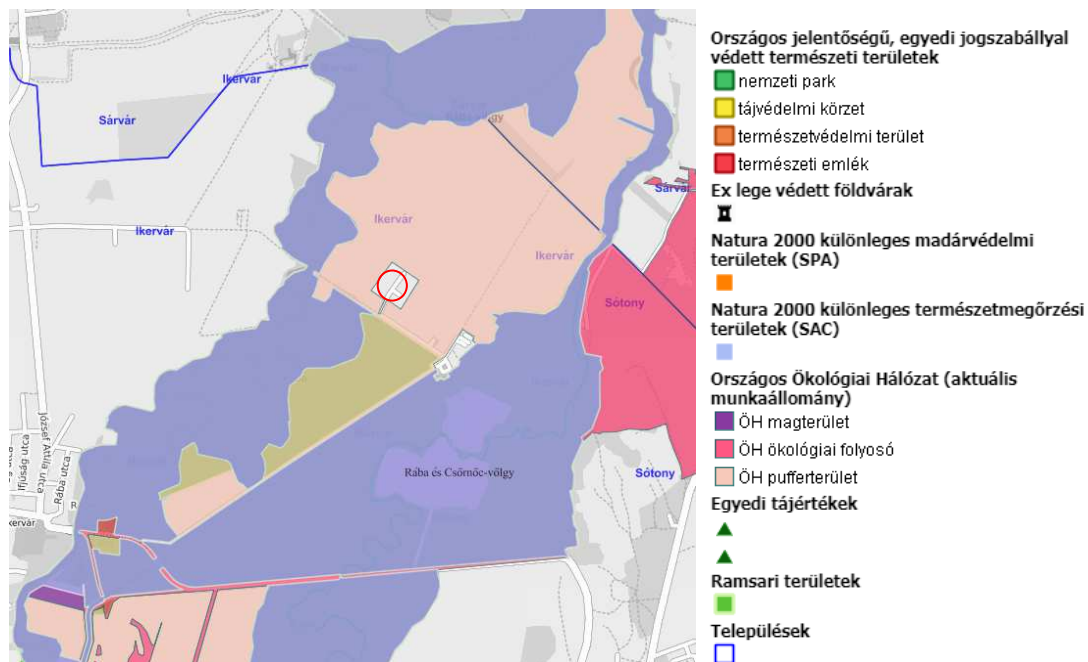 Ikervár
Sárvár
Sárvár
Ikervár
Ikervár
Ikervár
Sótony
Sótony
Rába és Csörnöc-völgy
József Attila utca
Ifjúság utca
Rába utca
R
kervár
Országos jelentőségű, egyedi jogszabállyal
védett természeti területek
nemzeti park
tájvédelmi körzet
természetvédelmi terület
természeti emlék
Ex lege védett földvárak
Natura 2000 különleges madárvédelmi
területek (SPA)
Natura 2000 különleges természetmegőrzési
területek (SAC)
Országos Ökológiai Hálózat (aktuális
munkaállomány)
ÖH magterület
ÖH ökológiai folyosó
ÖH pufferterület
Egyedi tájértékek
Ramsari területek
Települések